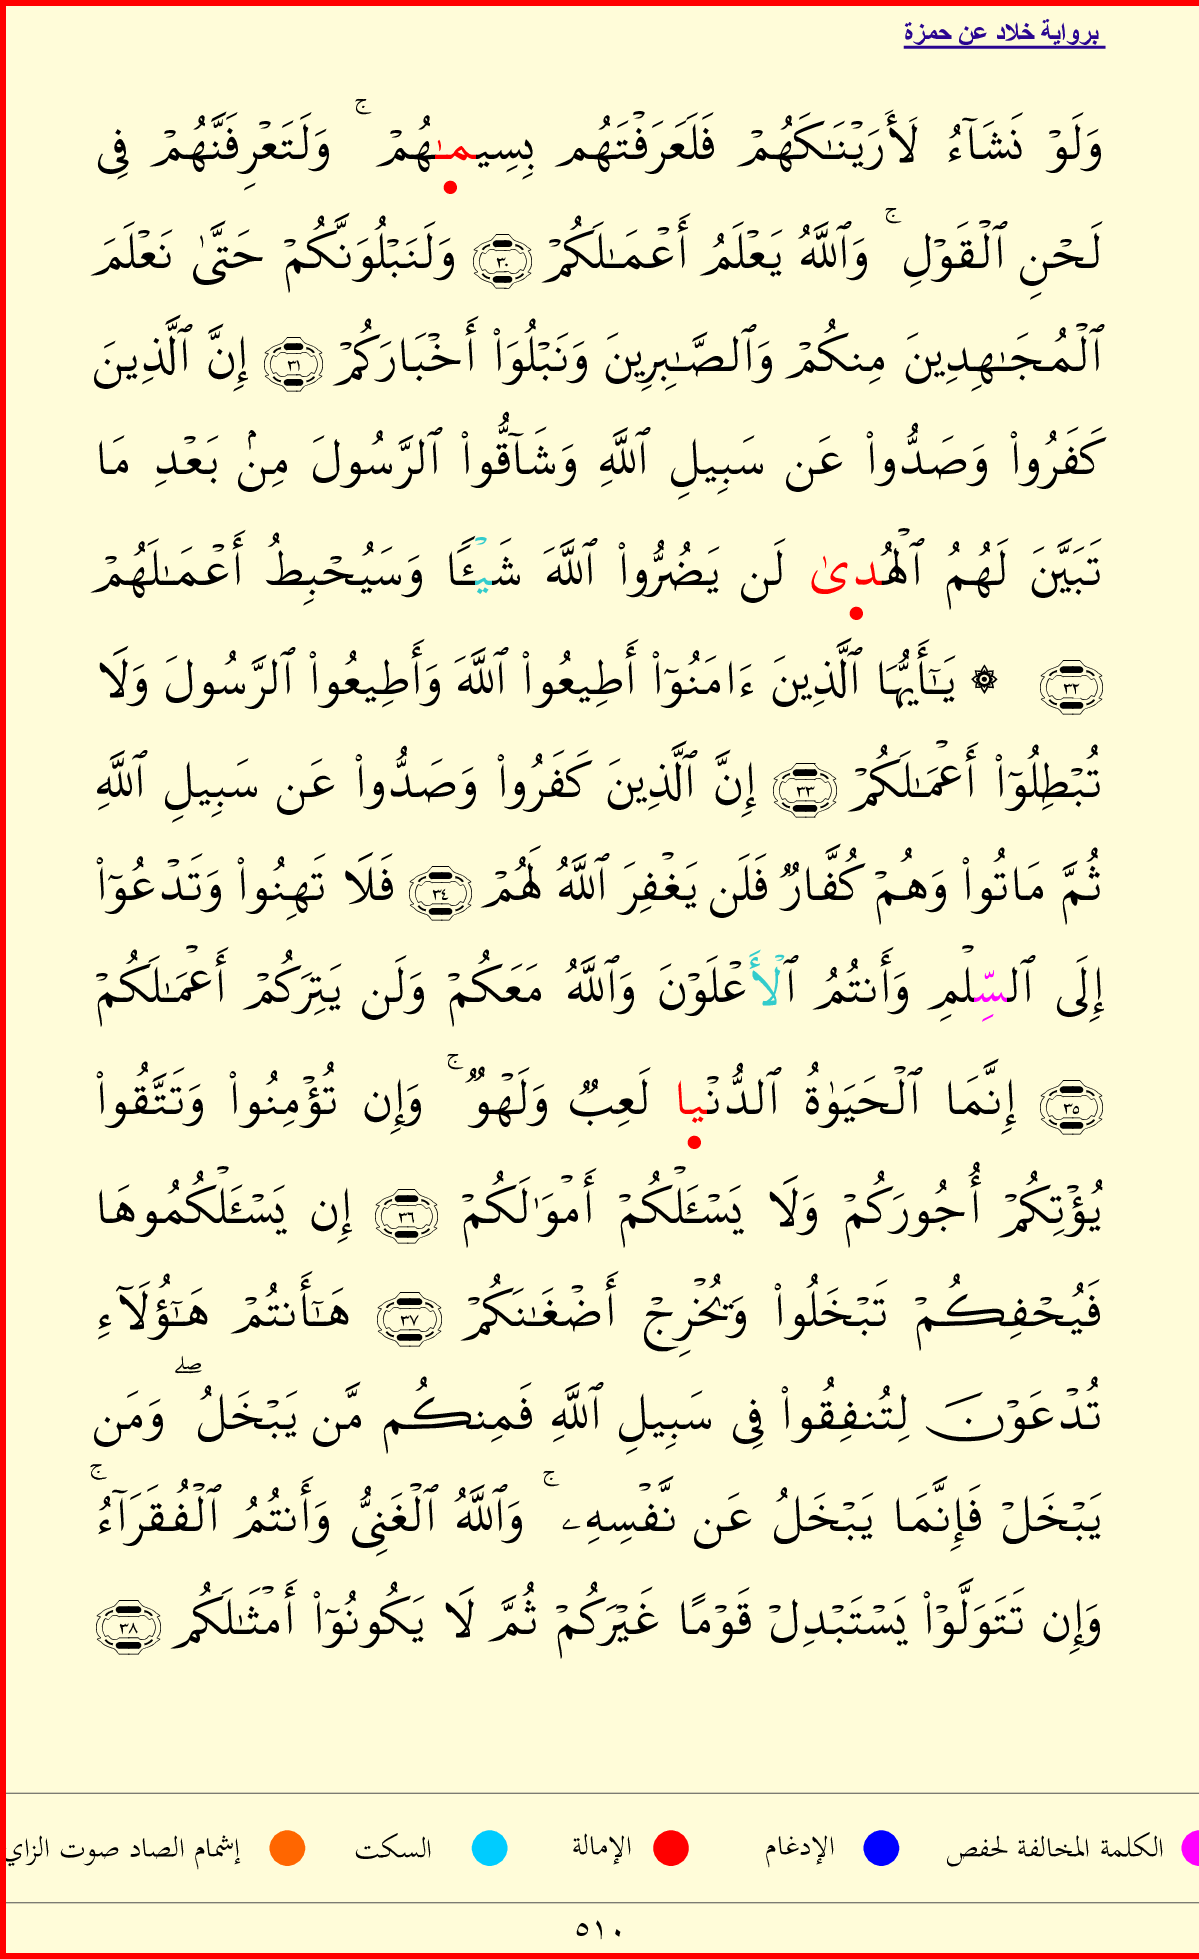 برواية خلاد عن حمزة
وَلَوۡ نَشَآءُ لَأَرَيۡنَٰكَهُمۡ فَلَعَرَفۡتَهُم بِسِيمَٰهُمۡۚ وَلَتَعۡرِفَنَّهُمۡ فِي
لَحۡنِ ٱلۡقَوۡلِۚ وَٱللَّهُ يَعۡلَمُ أَعۡمَٰلَكُمۡ ٣٠ وَلَنَبۡلُوَنَّكُمۡ حَتَّىٰ نَعۡلَمَ
ٱلۡمُجَٰهِدِينَ مِنكُمۡ وَٱلصَّٰبِرِينَ وَنَبۡلُوَاْ أَخۡبَارَكُمۡ ٣١ إِنَّ ٱلَّذِينَ
كَفَرُواْ وَصَدُّواْ عَن سَبِيلِ ٱللَّهِ وَشَآقُّواْ ٱلرَّسُولَ مِنۢ بَعۡدِ مَا
تَبَيَّنَ لَهُمُ ٱلۡهُدىٰ لَن يَضُرُّواْ ٱللَّهَ شَيۡـًٔا وَسَيُحۡبِطُ أَعۡمَٰلَهُمۡ
٣٢ ۞ يَٰٓأَيُّهَا ٱلَّذِينَ ءَامَنُوٓاْ أَطِيعُواْ ٱللَّهَ وَأَطِيعُواْ ٱلرَّسُولَ وَلَا
تُبۡطِلُوٓاْ أَعۡمَٰلَكُمۡ ٣٣ إِنَّ ٱلَّذِينَ كَفَرُواْ وَصَدُّواْ عَن سَبِيلِ ٱللَّهِ
ثُمَّ مَاتُواْ وَهُمۡ كُفَّارٞ فَلَن يَغۡفِرَ ٱللَّهُ لَهُمۡ ٣٤ فَلَا تَهِنُواْ وَتَدۡعُوٓاْ
إِلَى ٱلسِّلۡمِ وَأَنتُمُ ٱلۡأَعۡلَوۡنَ وَٱللَّهُ مَعَكُمۡ وَلَن يَتِرَكُمۡ أَعۡمَٰلَكُمۡ
٣٥ إِنَّمَا ٱلۡحَيَوٰةُ ٱلدُّنۡيا لَعِبٞ وَلَهۡوٞۚ وَإِن تُؤۡمِنُواْ وَتَتَّقُواْ
يُؤۡتِكُمۡ أُجُورَكُمۡ وَلَا يَسۡـَٔلۡكُمۡ أَمۡوَٰلَكُمۡ ٣٦ إِن يَسۡـَٔلۡكُمُوهَا
فَيُحۡفِكُمۡ تَبۡخَلُواْ وَيُخۡرِجۡ أَضۡغَٰنَكُمۡ ٣٧ هَٰٓأَنتُمۡ هَٰٓؤُلَآءِ
تُدۡعَوۡنَ لِتُنفِقُواْ فِي سَبِيلِ ٱللَّهِ فَمِنكُم مَّن يَبۡخَلُۖ وَمَن
يَبۡخَلۡ فَإِنَّمَا يَبۡخَلُ عَن نَّفۡسِهِۦۚ وَٱللَّهُ ٱلۡغَنِيُّ وَأَنتُمُ ٱلۡفُقَرَآءُۚ
وَإِن تَتَوَلَّوۡاْ يَسۡتَبۡدِلۡ قَوۡمًا غَيۡرَكُمۡ ثُمَّ لَا يَكُونُوٓاْ أَمۡثَٰلَكُم ٣٨
الكلمة المخالفة لحفص الإدغام الإمالة السكت إشمام الصاد صوت الزاي
٥١٠